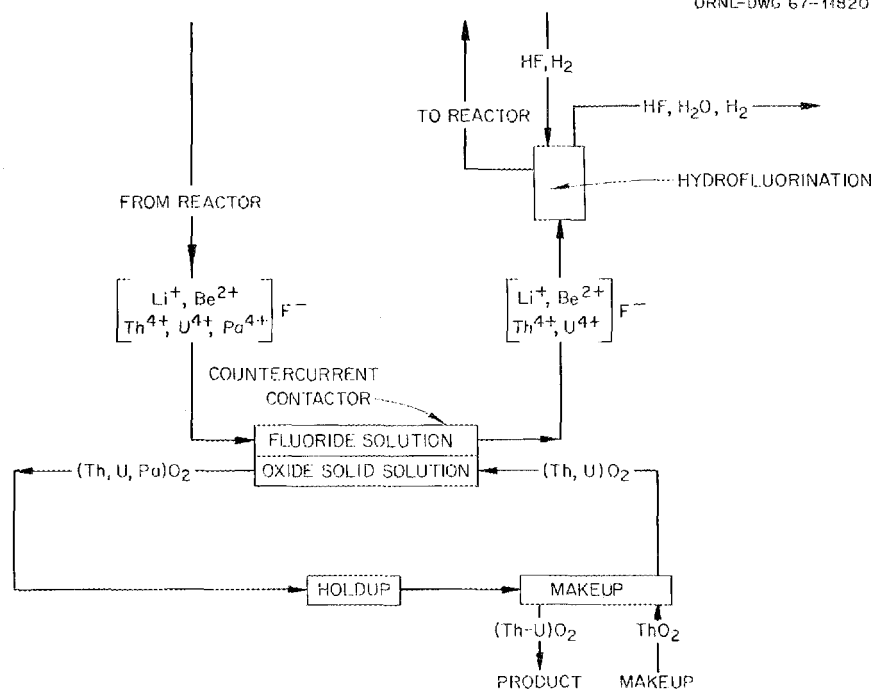 ORNL-DWG 67-11820
HF, H₂
TO REACTOR
HF, H₂O, H₂
HYDROFLUORINATION
FROM REACTOR
[Li⁺, Be²⁺
Th⁴⁺, U⁴⁺, Pa⁴⁺] F⁻
[Li⁺, Be²⁺
Th⁴⁺, U⁴⁺] F⁻
COUNTERCURRENT
CONTACTOR
FLUORIDE SOLUTION
(Th, U, Pa)O₂
OXIDE SOLID SOLUTION
(Th, U)O₂
HOLDUP
MAKEUP
(Th-U)O₂
ThO₂
PRODUCT
MAKEUP